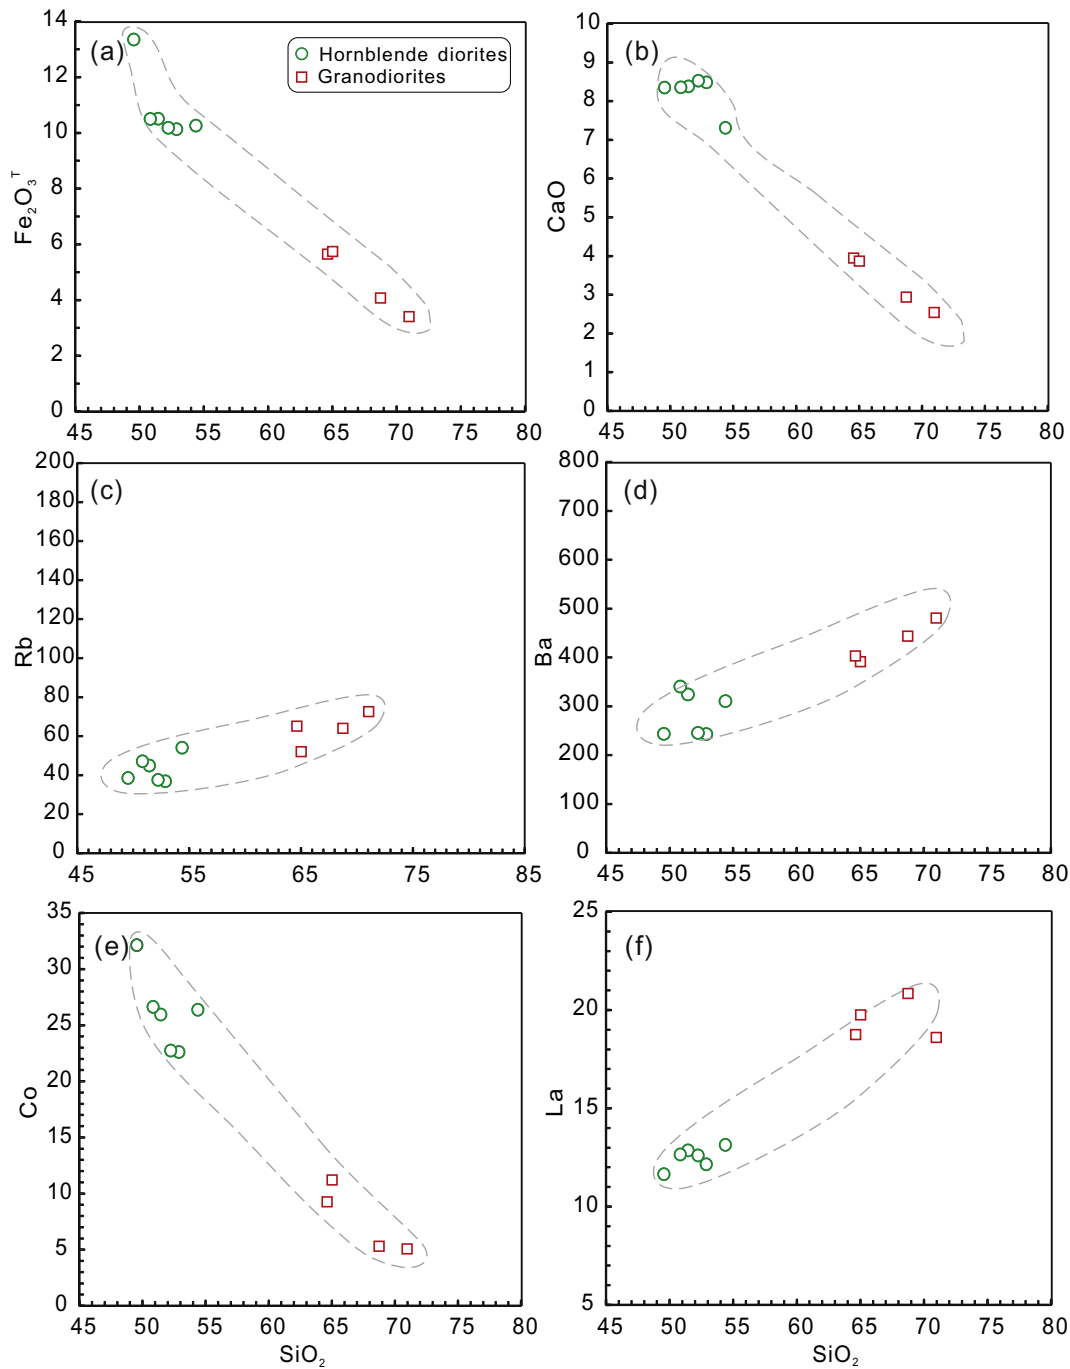 (a)
Hornblende diorites
Granodiorites
Fe₂O₃ᵀ
14
12
10
8
6
4
2
0
45 50 55 60 65 70 75 80
(b)
CaO
10
9
8
7
6
5
4
3
2
1
0
45 50 55 60 65 70 75 80
(c)
Rb
200
180
160
140
120
100
80
60
40
20
0
45 55 65 75 85
(d)
Ba
800
700
600
500
400
300
200
100
0
45 50 55 60 65 70 75 80
(e)
Co
35
30
25
20
15
10
5
0
45 50 55 60 65 70 75 80
SiO₂
(f)
La
25
20
15
10
5
45 50 55 60 65 70 75 80
SiO₂